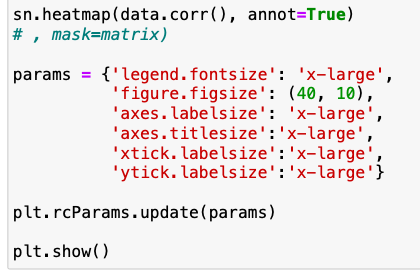 sn.heatmap(data.corr(), annot=True)
# , mask=matrix)
params = {'legend.fontsize': 'x-large',
'figure.figsize': (40, 10),
'axes.labelsize': 'x-large',
'axes.titlesize':'x-large',
'xtick.labelsize':'x-large',
'ytick.labelsize':'x-large'}
plt.rcParams.update(params)
plt.show()